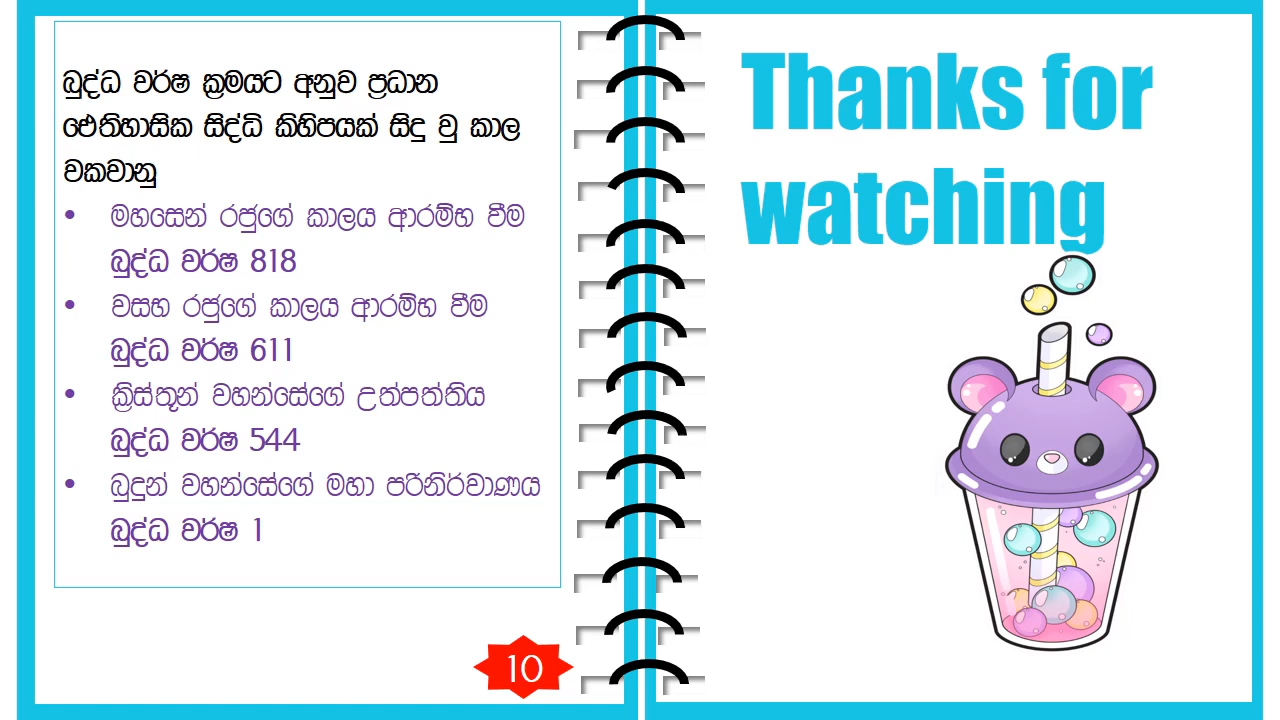 බුද්ධ වර්ෂ ක්‍රමයට අනුව ප්‍රධාන
ඓතිහාසික සිද්ධි කිහිපයක් සිදු වු කාල
වකවානු
• මහසෙන් රජුගේ කාලය ආරම්භ වීම
බුද්ධ වර්ෂ 818
• වසභ රජුගේ කාලය ආරම්භ වීම
බුද්ධ වර්ෂ 611
• ක්‍රිස්තූන් වහන්සේගේ උත්පත්තිය
බුද්ධ වර්ෂ 544
• බුදුන් වහන්සේගේ මහා පරිනිර්වාණය
බුද්ධ වර්ෂ 1
10
Thanks for
watching